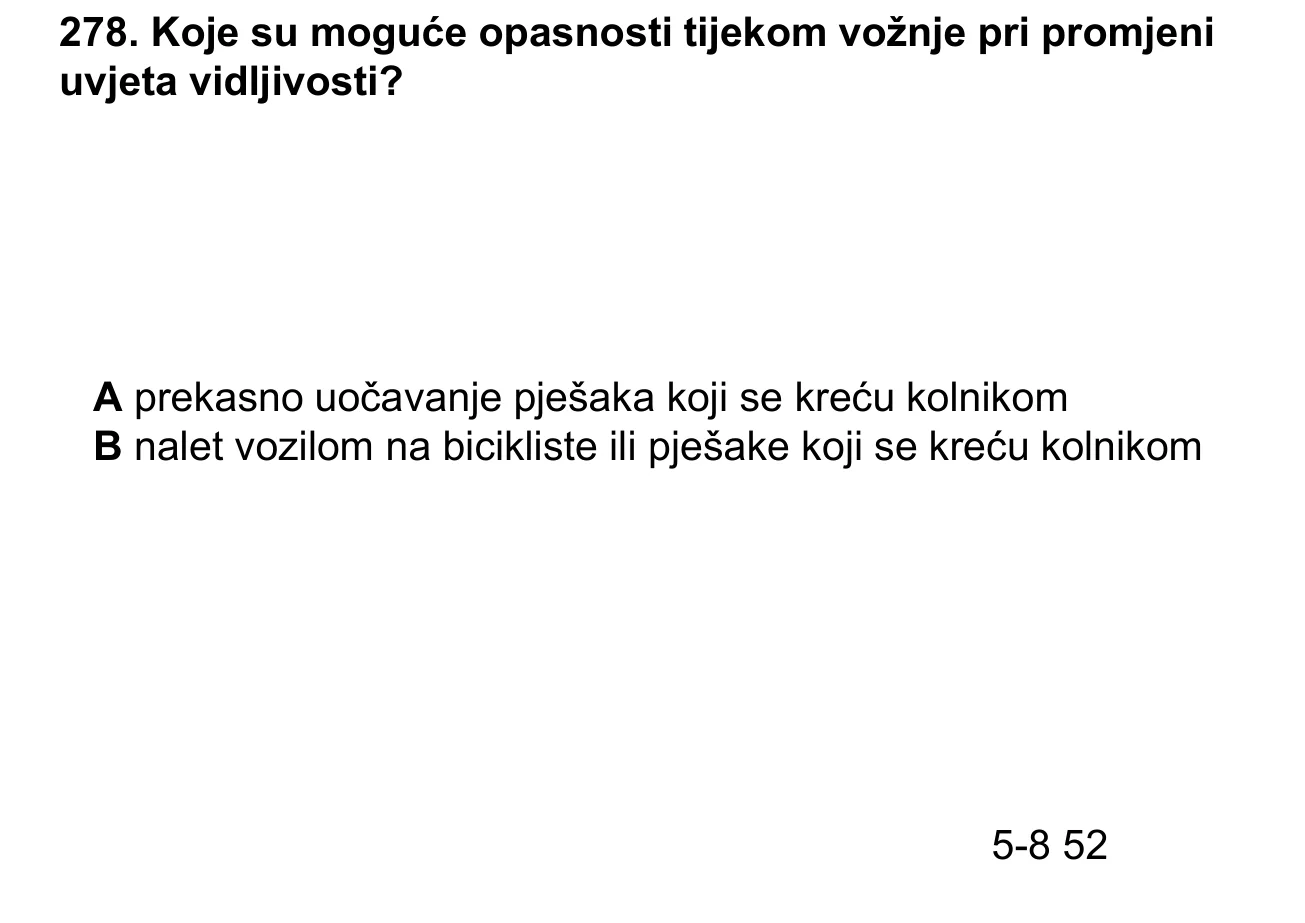 278. Koje su moguće opasnosti tijekom vožnje pri promjeni
uvjeta vidljivosti?
A prekasno uočavanje pješaka koji se kreću kolnikom
B nalet vozilom na bicikliste ili pješake koji se kreću kolnikom
5-8 52